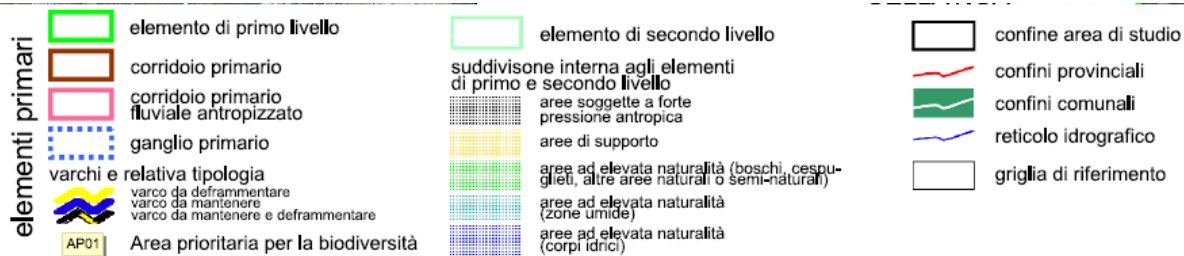 elementi primari
elemento di primo livello
corridoio primario
corridoio primario
fluviale antropizzato
ganglio primario
varchi e relativa tipologia
varco da deframmentare
varco da mantenere
varco da mantenere e deframmentare
AP01
Area prioritaria per la biodiversità
elemento di secondo livello
suddivisone interna agli elementi
di primo e secondo livello
aree soggette a forte
pressione antropica
aree di supporto
aree ad elevata naturalità (boschi, cespu-
glieti, altre aree naturali o semi-naturali)
aree ad elevata naturalità
(zone umide)
aree ad elevata naturalità
(corpi idrici)
confine area di studio
confini provinciali
confini comunali
reticolo idrografico
griglia di riferimento